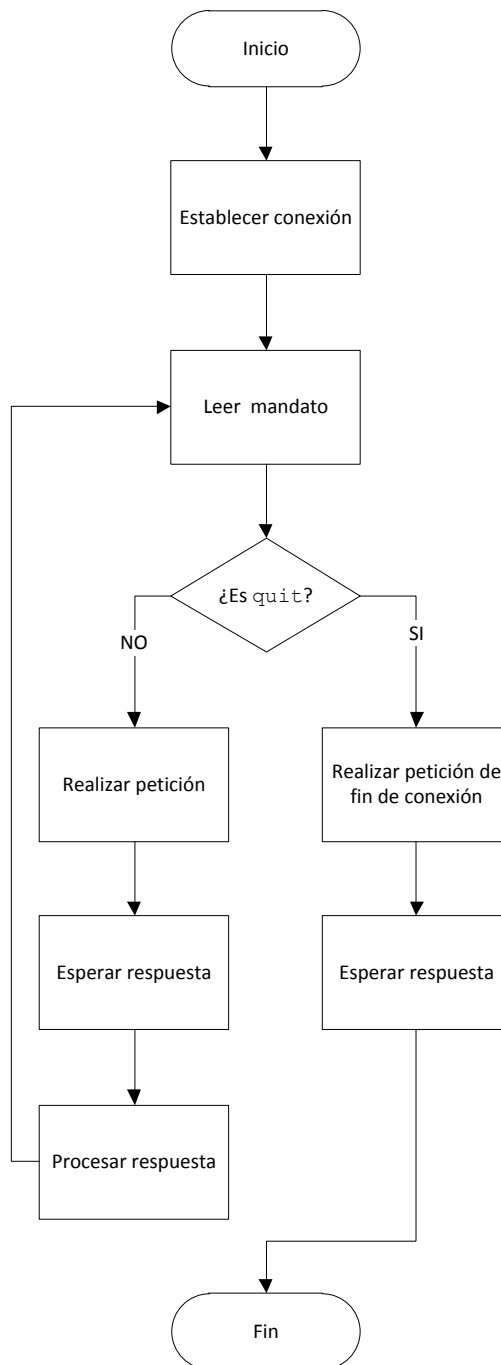 Inicio
Establecer conexión
Leer mandato
¿Es quit?
NO
SI
Realizar petición
Realizar petición de
fin de conexión
Esperar respuesta
Esperar respuesta
Procesar respuesta
Fin